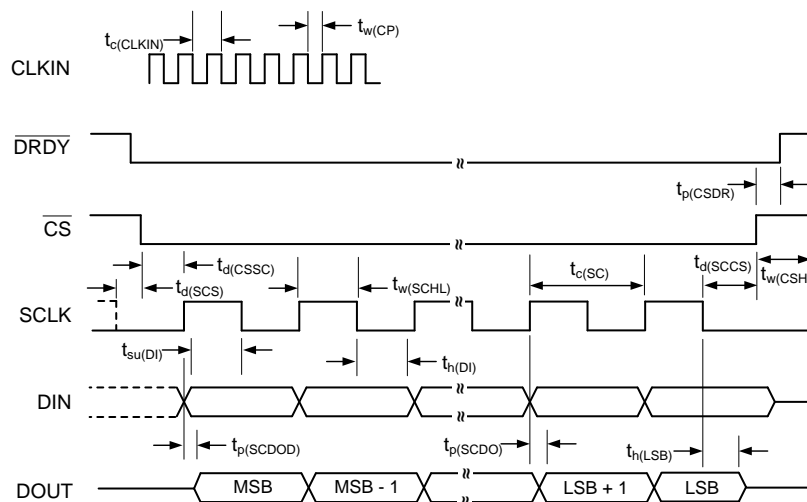 tc(CLKIN)
tw(CP)
CLKIN
DRDY
tp(CSDR)
CS
td(CSSC)
tc(SC)
td(SCCS)
td(SCS)
tw(SCHL)
tw(CSH
SCLK
tsu(DI)
th(DI)
DIN
tp(SCDOD)
tp(SCDO)
th(LSB)
DOUT
MSB
MSB - 1
LSB + 1
LSB